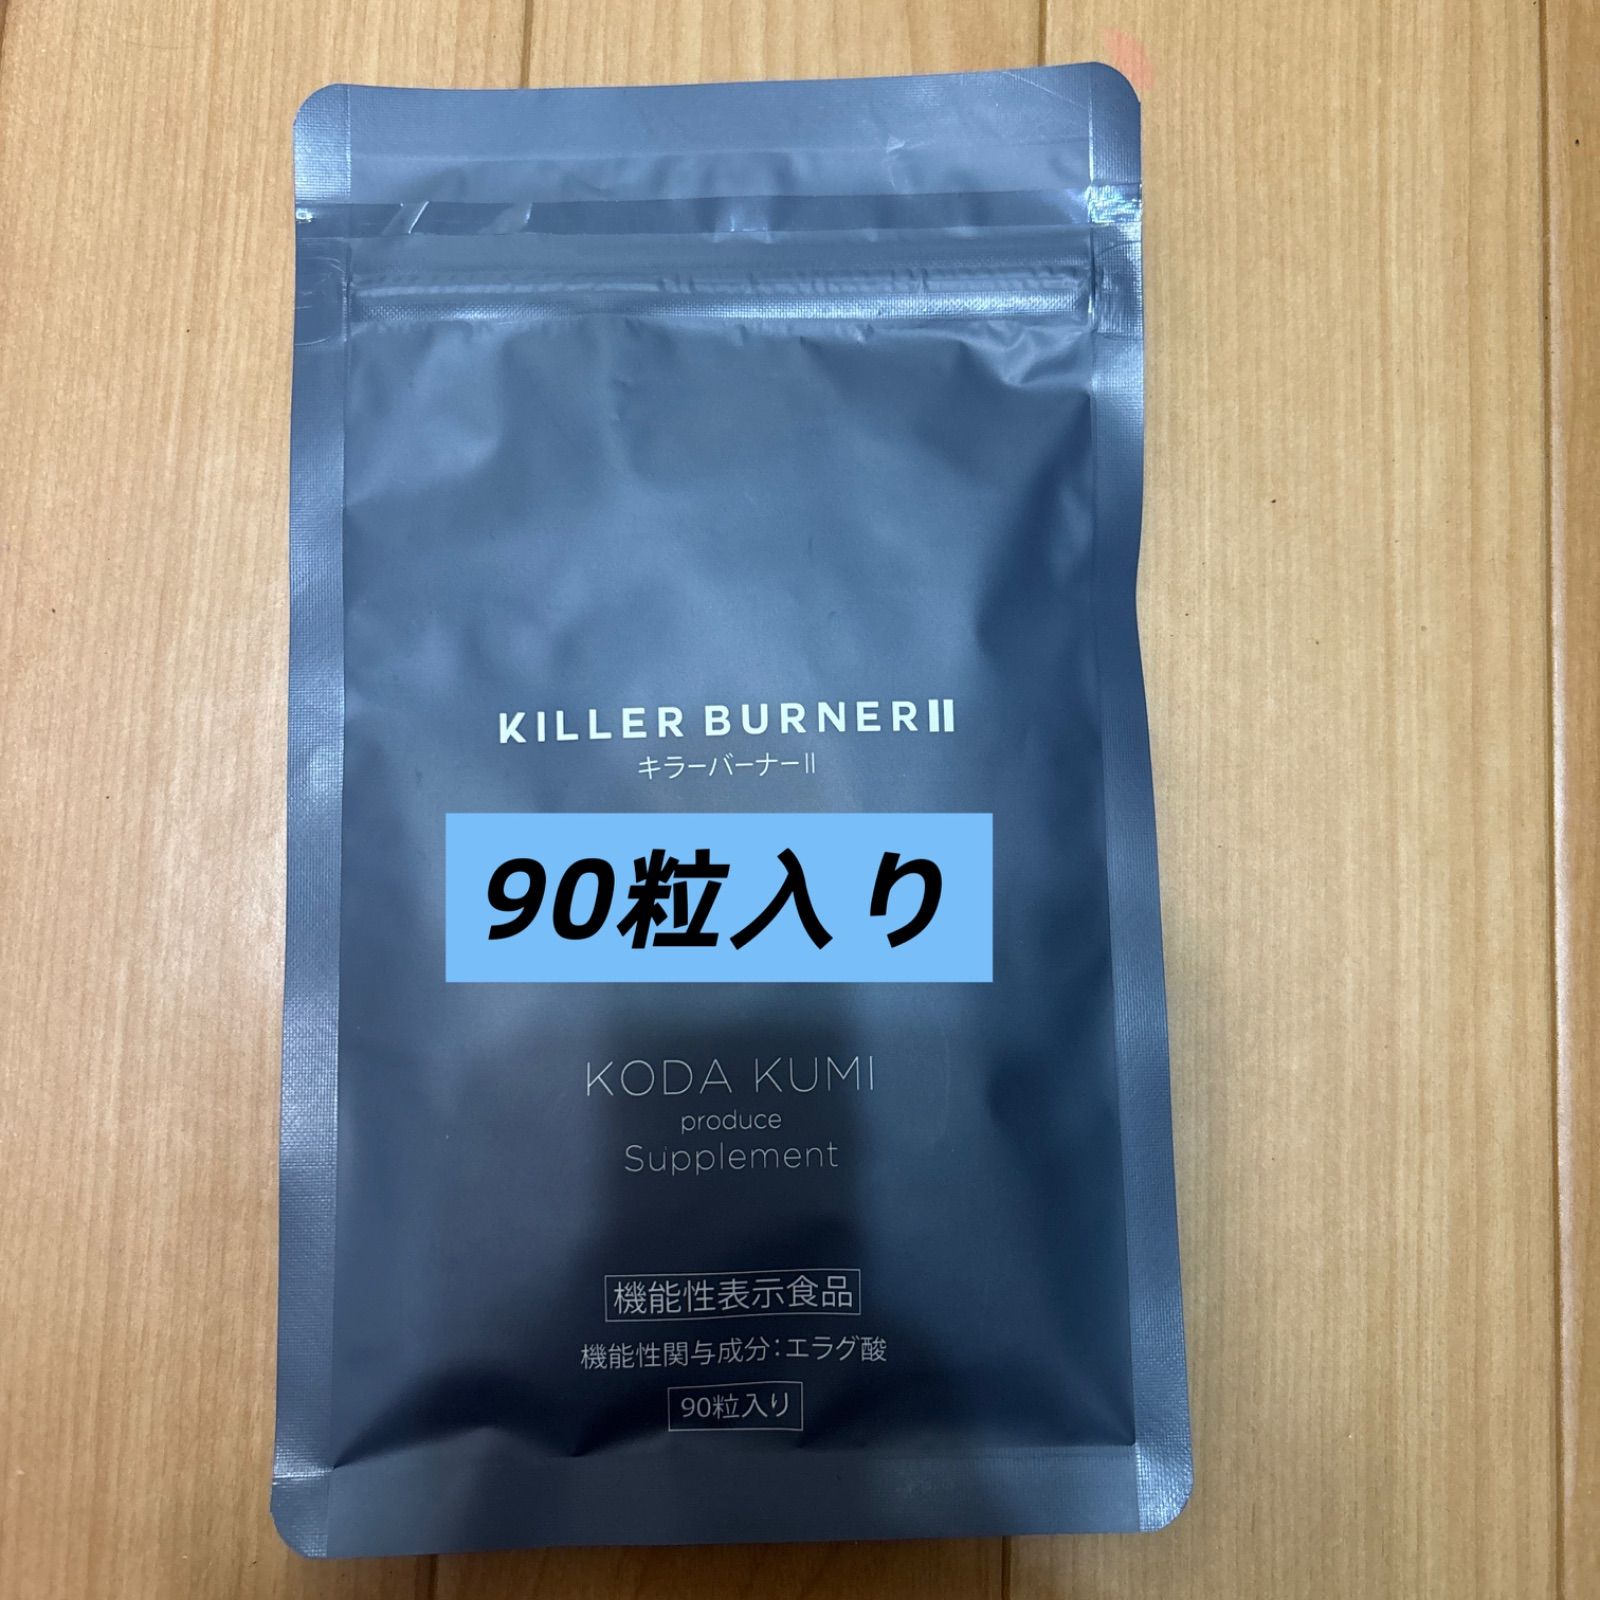 KILLER BURNERⅡ
キラーバーナーⅡ
90粒入り
KODA KUMI
produce
Supplement
機能性表示食品
機能性関与成分：エラグ酸
90粒入り